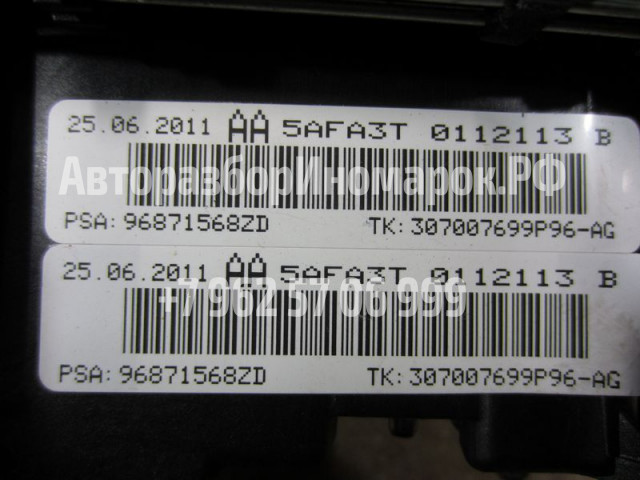 25.06.2011 AA 5AFA3T 0112113 B
АвторазборИномарок.РФ
PSA: 96871568ZD TK: 307007699P96-AG
25.06.2011 AA 5AFA3T 0112113 B
+7 962 57 06 999
PSA: 96871568ZD TK: 307007699P96-AG